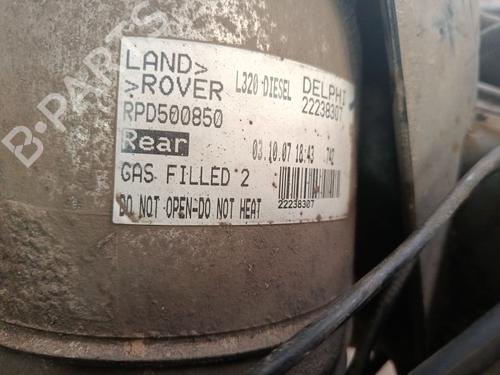 LAND> L320-DIESEL DELPHI
>ROVER 22238307
RPD500850
Rear 03.10.07 18:43 742
GAS FILLED 2
DO NOT OPEN-DO NOT HEAT 22238307